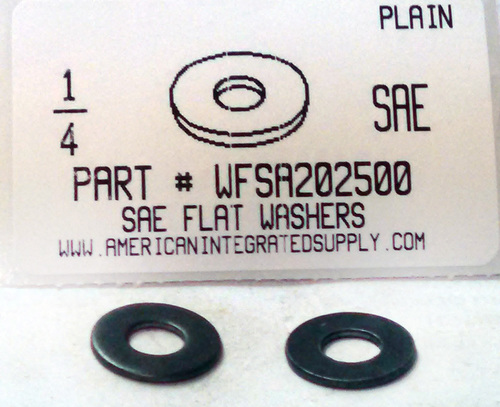 PLAIN
1/4
SAE
PART # WFSA202500
SAE FLAT WASHERS
WWW.AMERICANINTEGRATEDSUPPLY.COM